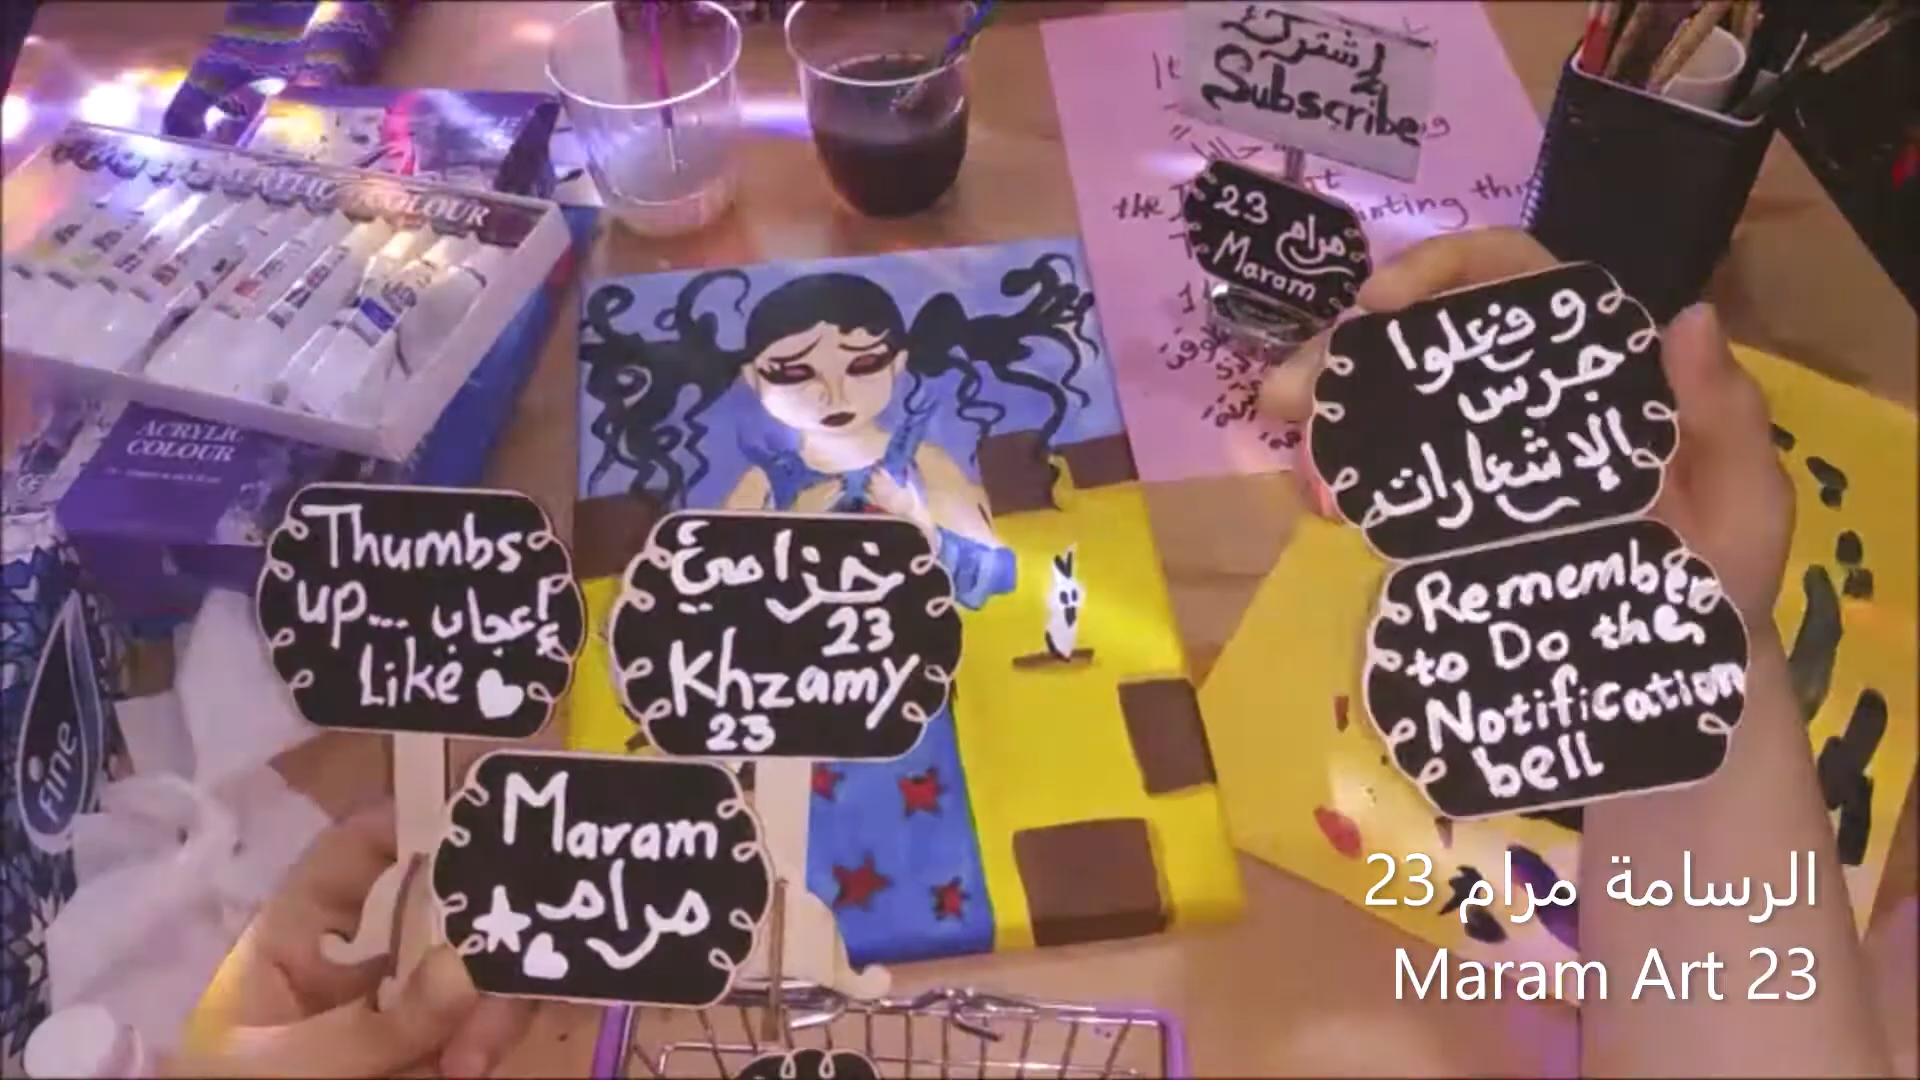 إشترك
Subscribe
23 مرام
Maram
ACRYLIC COLOUR
ACRYLIC
COLOUR
و فعلوا
جرس
الإشعارات
Remember
to Do the
Notification
bell
Thumbs
up... إعجاب
Like
خزامي
23
Khzamy
23
Maram
مرام
Fine
الرسامة مرام 23
Maram Art 23